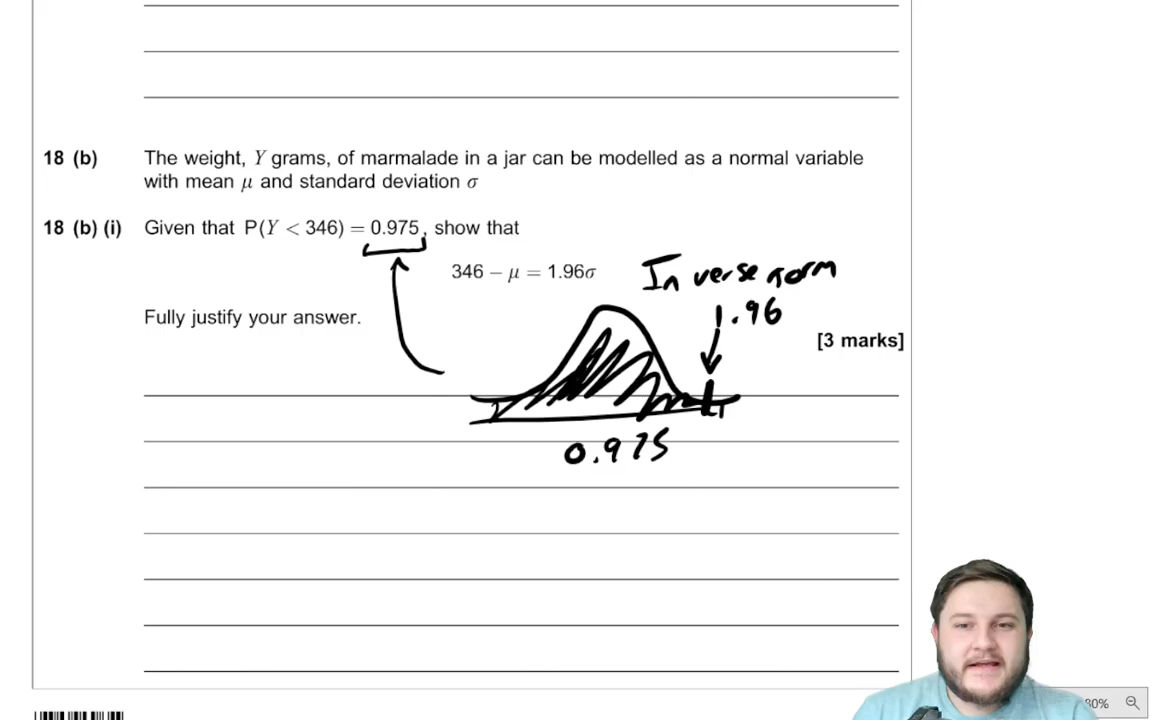 18 (b) The weight, Y grams, of marmalade in a jar can be modelled as a normal variable
with mean μ and standard deviation σ
18 (b) (i) Given that P(Y < 346) = 0.975, show that
346 − μ = 1.96σ
Inverse norm
1.96
Fully justify your answer.
[3 marks]
0.975